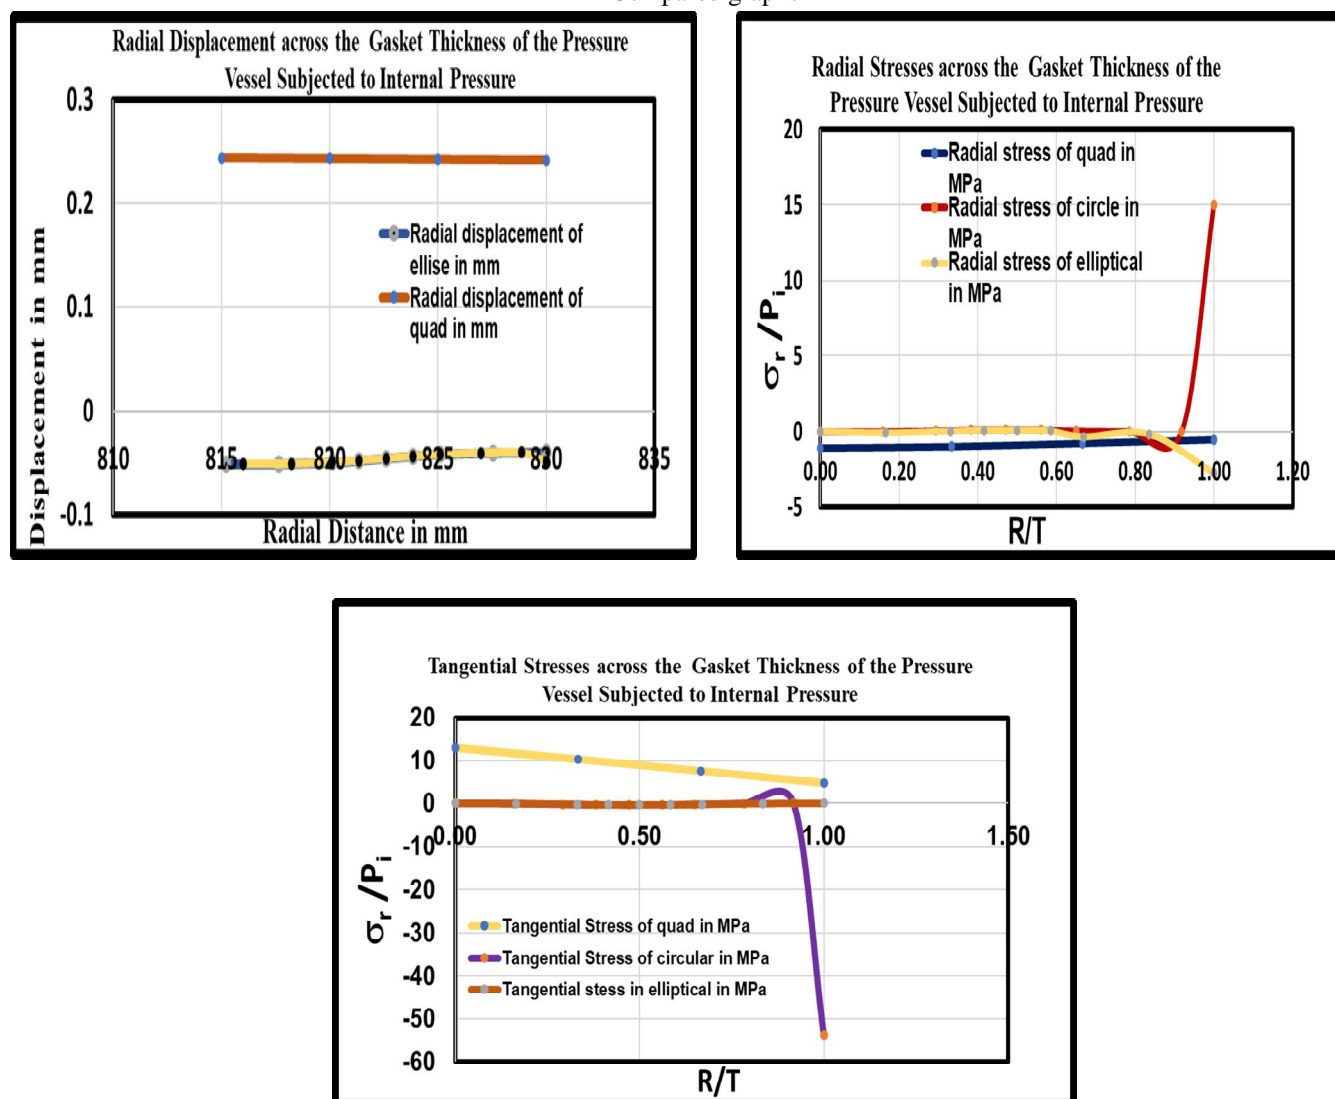 Radial Displacement across the Gasket Thickness of the Pressure
Vessel Subjected to Internal Pressure
0.3
0.2
0.1
0
-0.1
810
815
820
825
830
835
Displacement in mm
Radial Distance in mm
Radial displacement of
ellise in mm
Radial displacement of
quad in mm
Radial Stresses across the Gasket Thickness of the
Pressure Vessel Subjected to Internal Pressure
20
15
10
5
0
-5
0.00
0.20
0.40
0.60
0.80
1.00
1.20
σr /Pi
R/T
Radial stress of quad in
MPa
Radial stress of circle in
MPa
Radial stress of elliptical
in MPa
Tangential Stresses across the Gasket Thickness of the Pressure
Vessel Subjected to Internal Pressure
20
10
0
-10
-20
-30
-40
-50
-60
0.00
0.50
1.00
1.50
σr /Pi
R/T
Tangential Stress of quad in MPa
Tangential Stress of circular in MPa
Tangential stess in elliptical in MPa